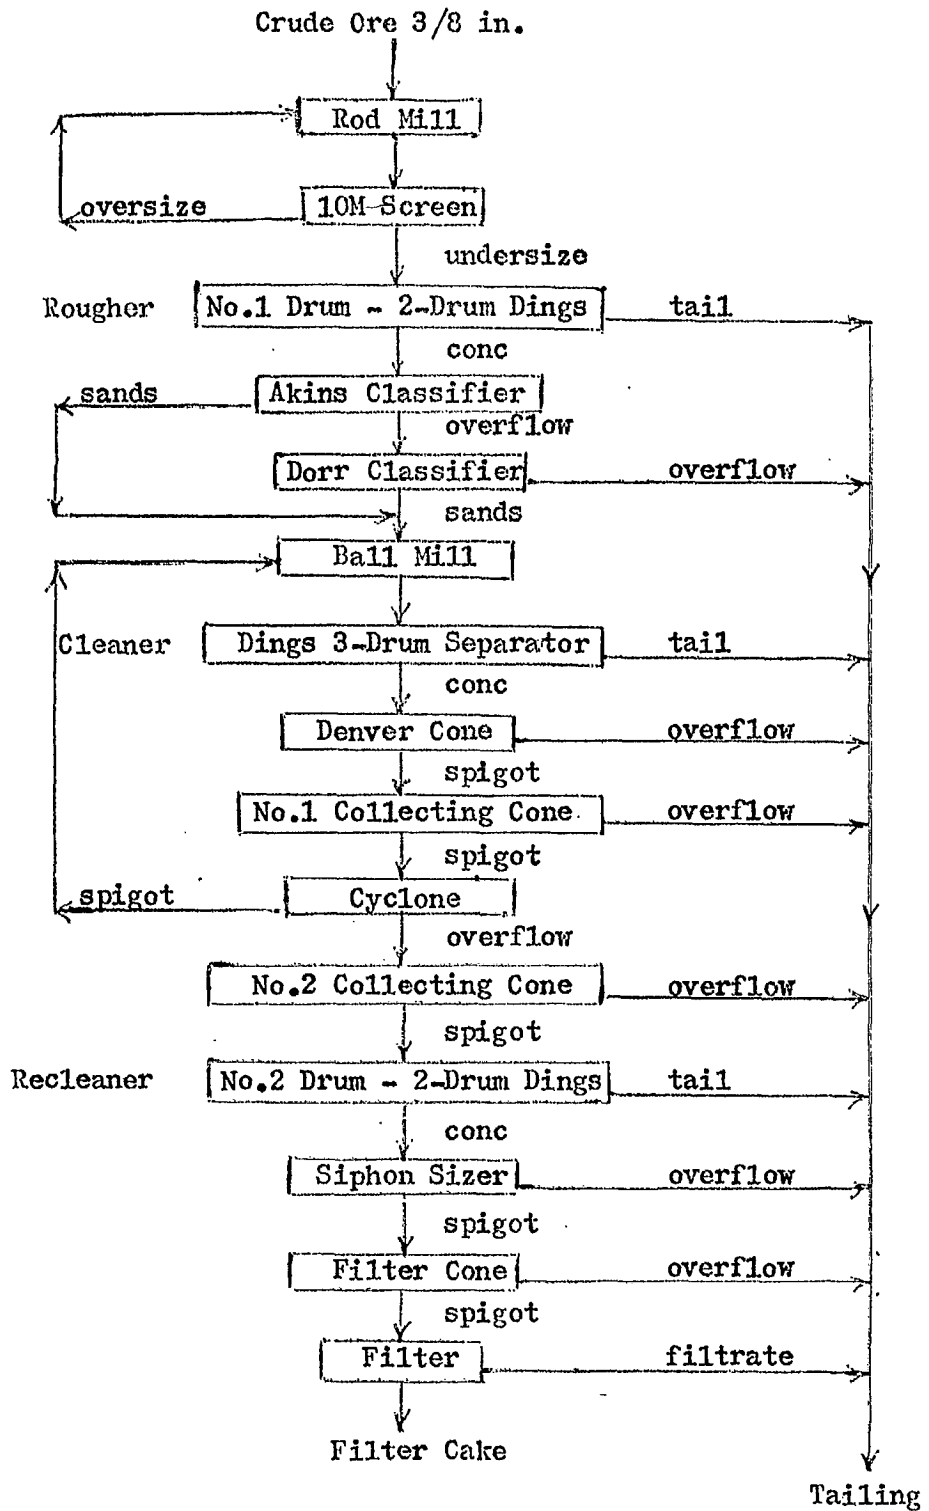 Crude Ore 3/8 in.
Rod Mill
oversize 10M Screen
undersize
Rougher No.1 Drum - 2-Drum Dings tail
conc
sands Akins Classifier
overflow
Dorr Classifier overflow
sands
Ball Mill
Cleaner Dings 3-Drum Separator tail
conc
Denver Cone overflow
spigot
No.1 Collecting Cone overflow
spigot
spigot Cyclone
overflow
No.2 Collecting Cone overflow
spigot
Recleaner No.2 Drum - 2-Drum Dings tail
conc
Siphon Sizer overflow
spigot
Filter Cone overflow
spigot
Filter filtrate
Filter Cake
Tailing